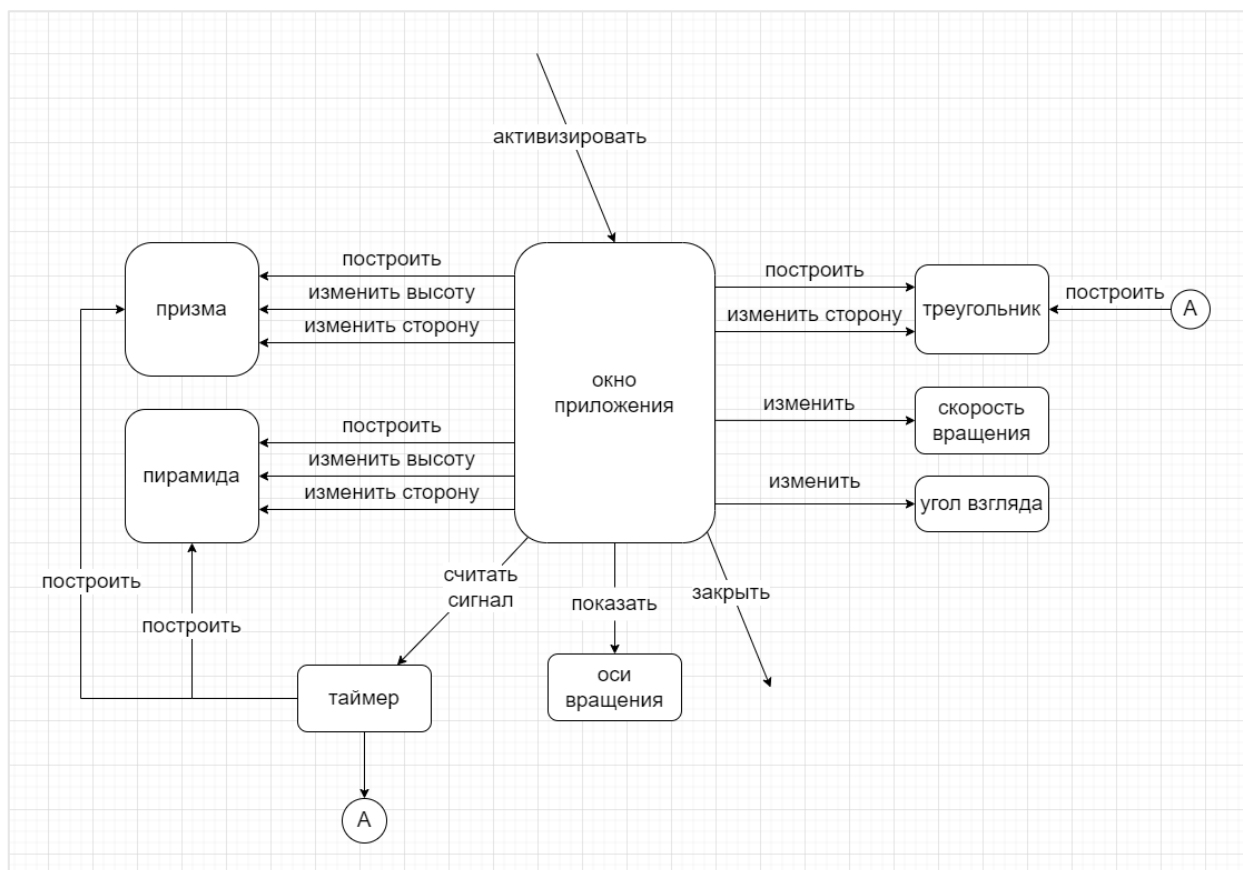 активизировать
построить
изменить высоту
изменить сторону
призма
построить
изменить сторону
треугольник
построить
А
окно
приложения
изменить
скорость
вращения
построить
изменить высоту
изменить сторону
пирамида
изменить
угол взгляда
построить
построить
считать
сигнал
показать
закрыть
таймер
оси
вращения
А